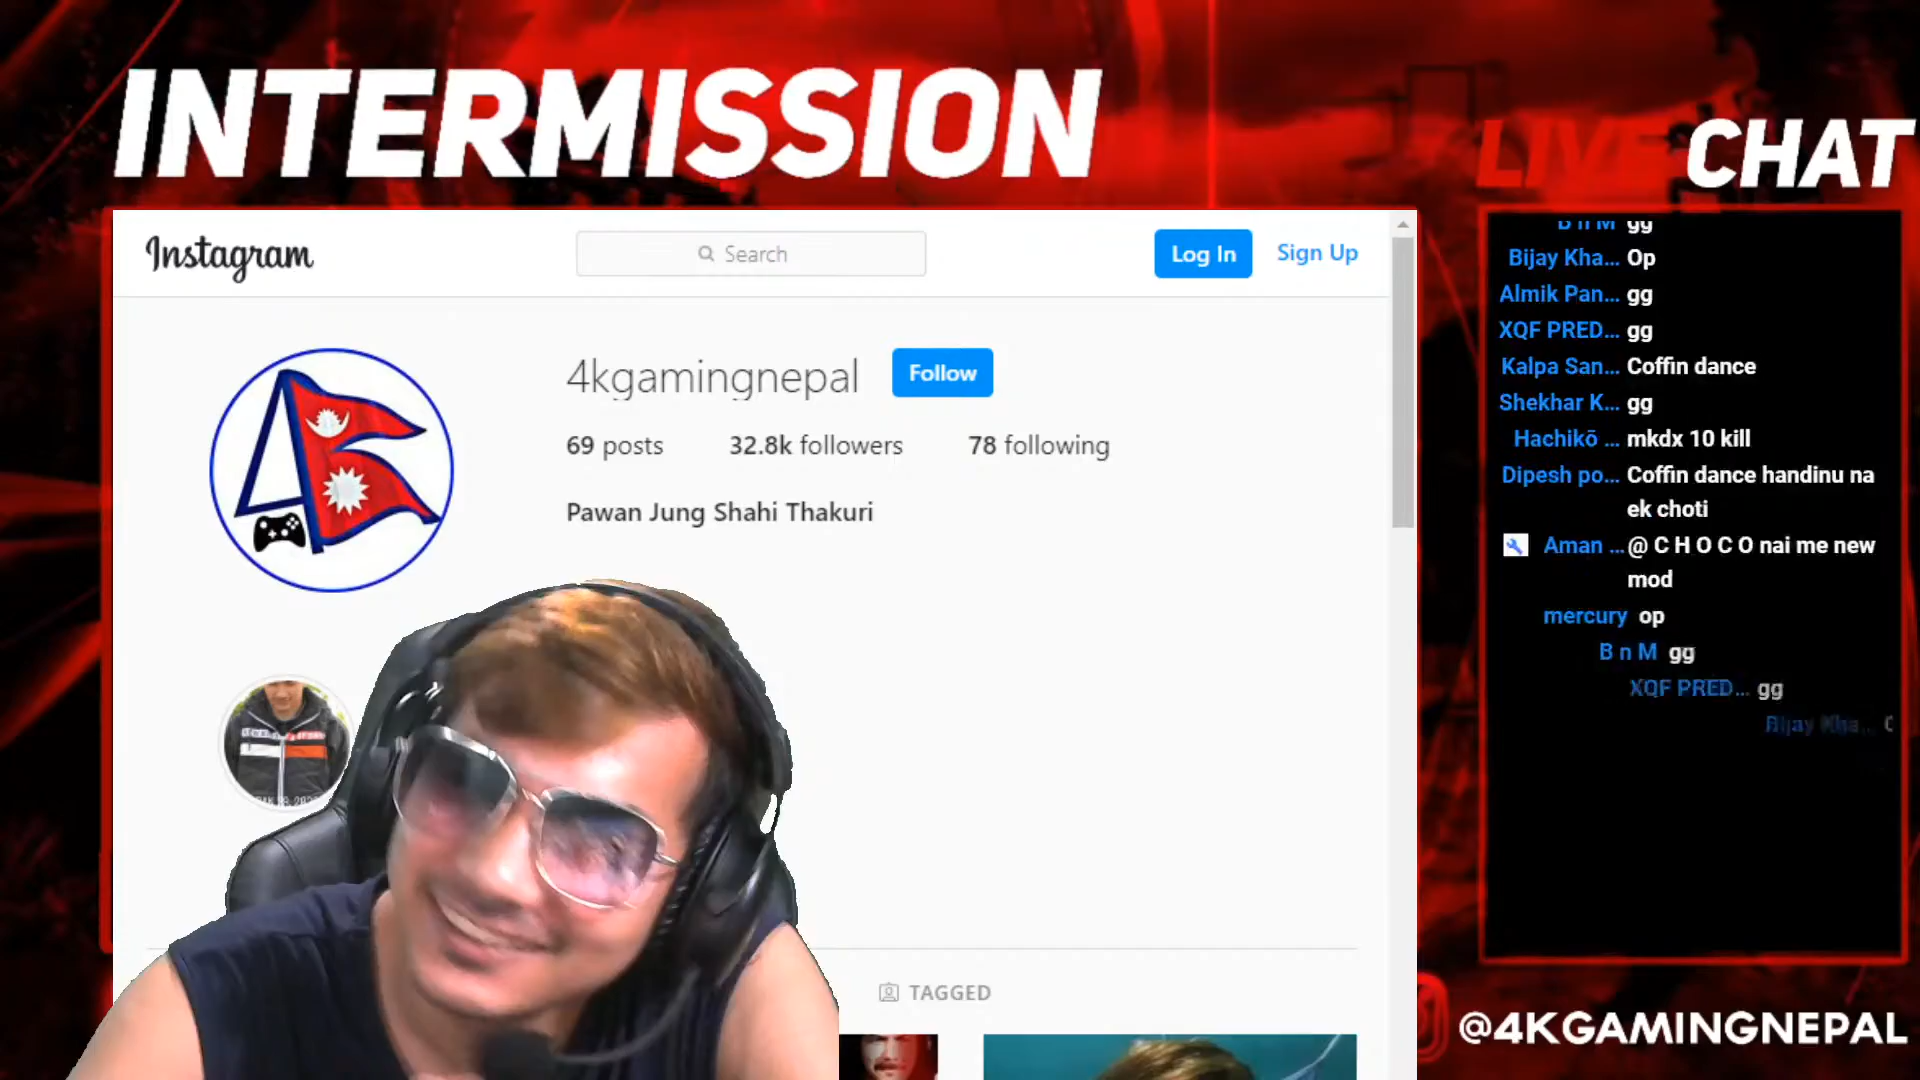 INTERMISSION
LIVE CHAT
Instagram
Search
Log In
Sign Up
4kgamingnepal
Follow
69 posts
32.8k followers
78 following
Pawan Jung Shahi Thakuri
TAGGED
B n M gg
Bijay Kha... Op
Almik Pan... gg
XQF PRED... gg
Kalpa San... Coffin dance
Shekhar K... gg
Hachikō ... mkdx 10 kill
Dipesh po... Coffin dance handinu na
ek choti
Aman ... @ C H O C O nai me new
mod
mercury op
B n M gg
XQF PRED... gg
Bijay Kha...
@4KGAMINGNEPAL